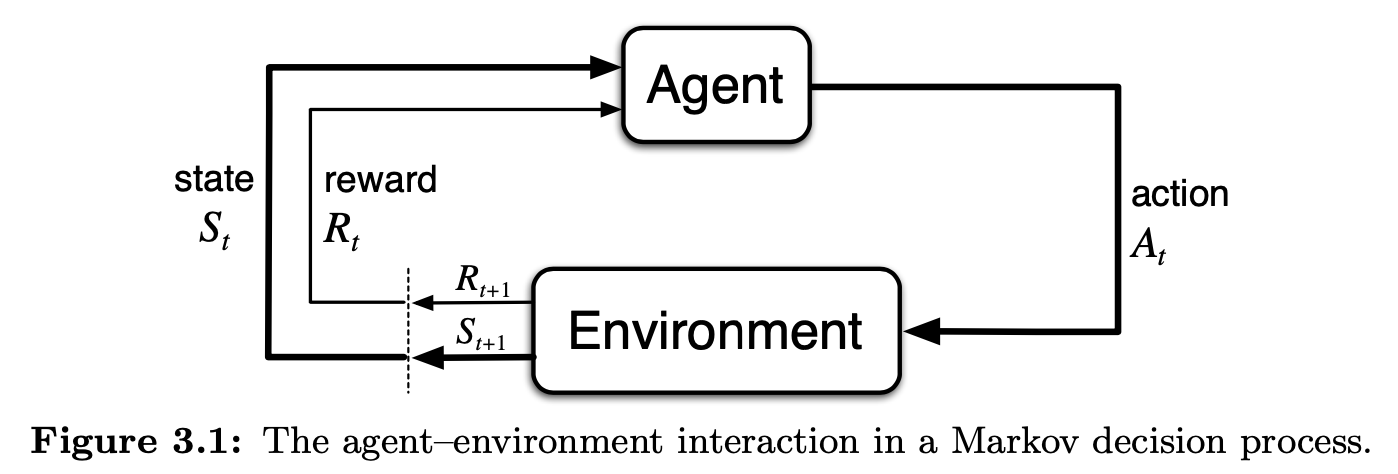 Agent
state
S_t
reward
R_t
action
A_t
R_{t+1}
S_{t+1}
Environment
Figure 3.1: The agent–environment interaction in a Markov decision process.